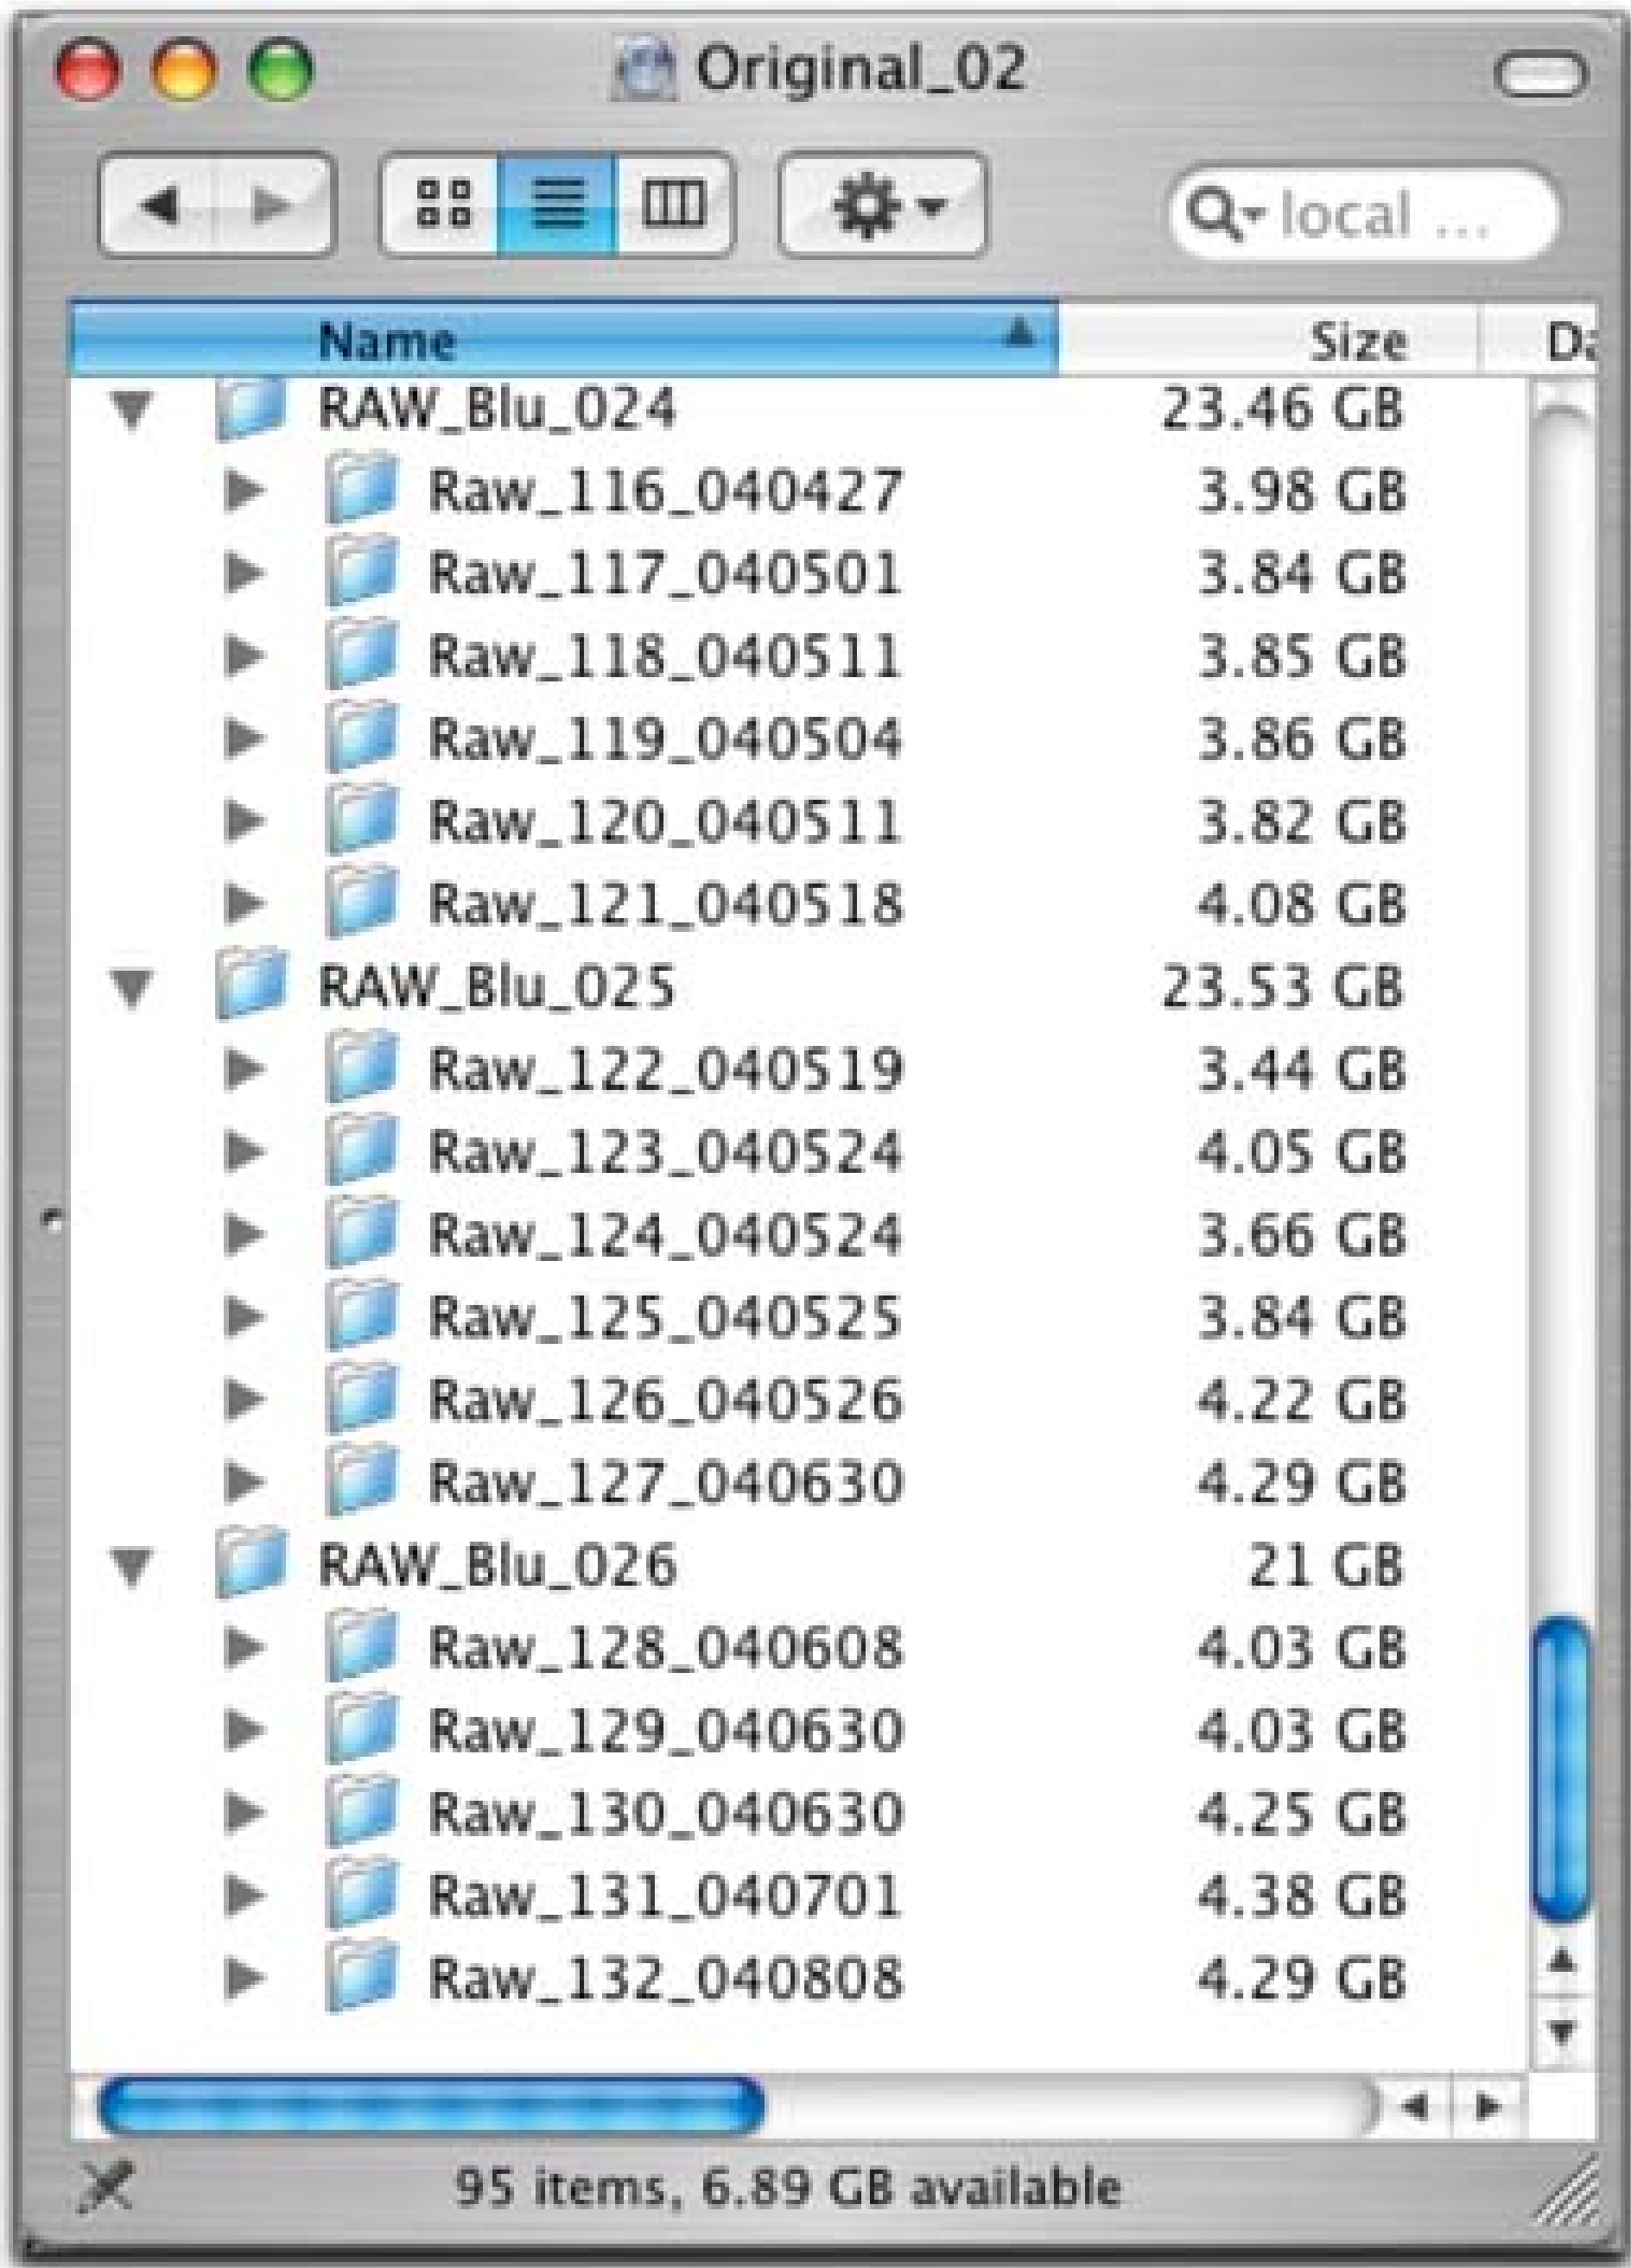 Original_02
local ...
Name Size Da
RAW_Blu_024 23.46 GB
Raw_116_040427 3.98 GB
Raw_117_040501 3.84 GB
Raw_118_040511 3.85 GB
Raw_119_040504 3.86 GB
Raw_120_040511 3.82 GB
Raw_121_040518 4.08 GB
RAW_Blu_025 23.53 GB
Raw_122_040519 3.44 GB
Raw_123_040524 4.05 GB
Raw_124_040524 3.66 GB
Raw_125_040525 3.84 GB
Raw_126_040526 4.22 GB
Raw_127_040630 4.29 GB
RAW_Blu_026 21 GB
Raw_128_040608 4.03 GB
Raw_129_040630 4.03 GB
Raw_130_040630 4.25 GB
Raw_131_040701 4.38 GB
Raw_132_040808 4.29 GB
95 items, 6.89 GB available